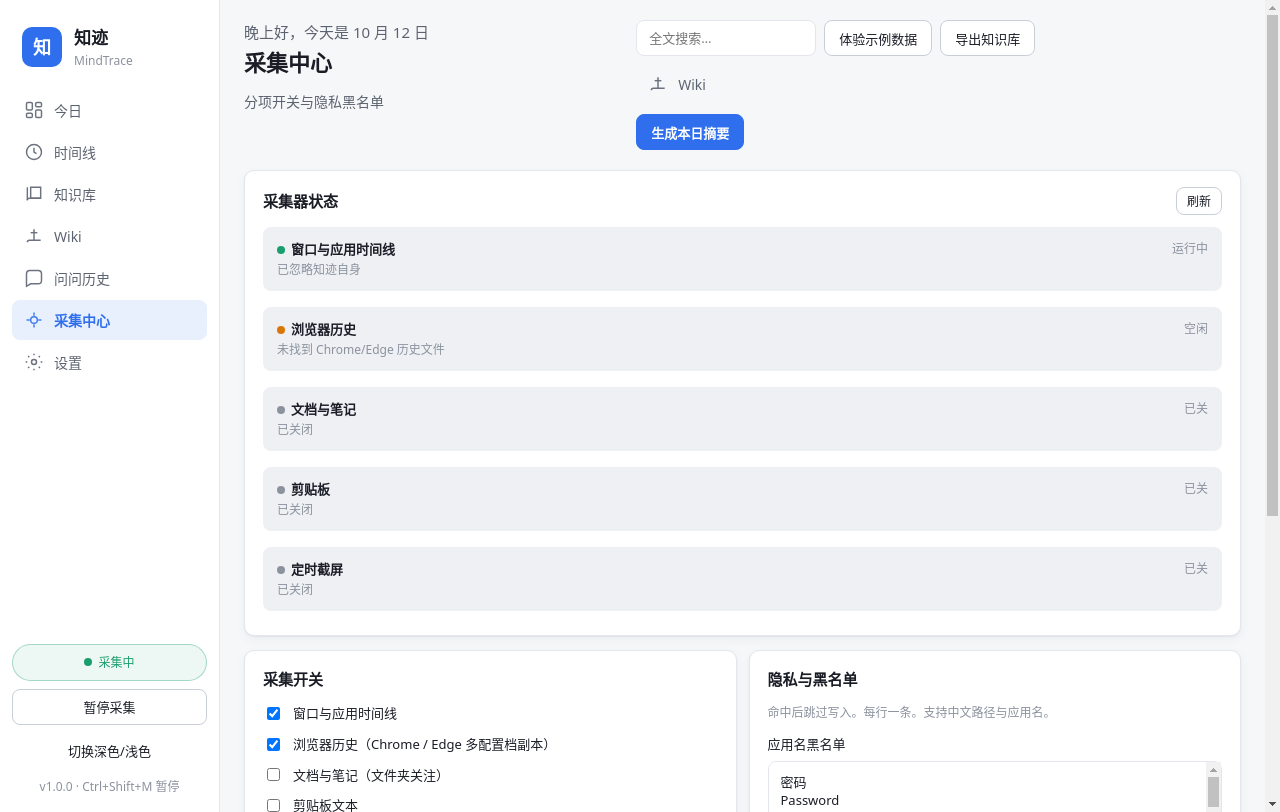 知
知迹
MindTrace
今日
时间线
知识库
Wiki
问问历史
采集中心
设置
采集中
暂停采集
切换深色/浅色
v1.0.0 · Ctrl+Shift+M 暂停
晚上好，今天是 10 月 12 日
采集中心
分项开关与隐私黑名单
全文搜索...
体验示例数据
导出知识库
Wiki
生成本日摘要
采集器状态
刷新
窗口与应用时间线
运行中
已忽略知迹自身
浏览器历史
空闲
未找到 Chrome/Edge 历史文件
文档与笔记
已关
已关闭
剪贴板
已关
已关闭
定时截屏
已关
已关闭
采集开关
窗口与应用时间线
浏览器历史（Chrome / Edge 多配置档副本）
文档与笔记（文件夹关注）
剪贴板文本
隐私与黑名单
命中后跳过写入。每行一条。支持中文路径与应用名。
应用名黑名单
密码
Password